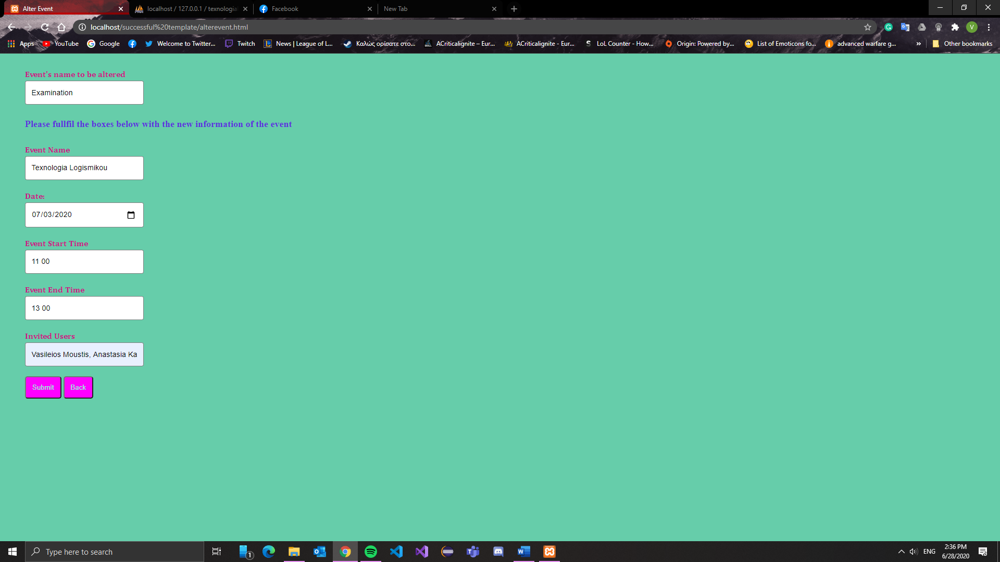 Alter Event
localhost / 127.0.0.1 / texnologia
Facebook
New Tab
localhost/successful%20template/alterevent.html
V
Apps
YouTube
Google
Welcome to Twitter...
Twitch
News | League of L...
Καλώς ορίσατε στο...
ACriticalignite – Eur...
ACriticalignite - Eur...
LoL Counter - How...
Origin: Powered by...
List of Emoticons fo...
advanced warfare g...
»
Other bookmarks
Event's name to be altered
Examination
Please fullfil the boxes below with the new information of the event
Event Name
Texnologia Logismikou
Date:
07/03/2020
Event Start Time
11 00
Event End Time
13 00
Invited Users
Vasileios Moustis, Anastasia Ka
Submit Back
Type here to search
1
ENG
2:36 PM
6/28/2020